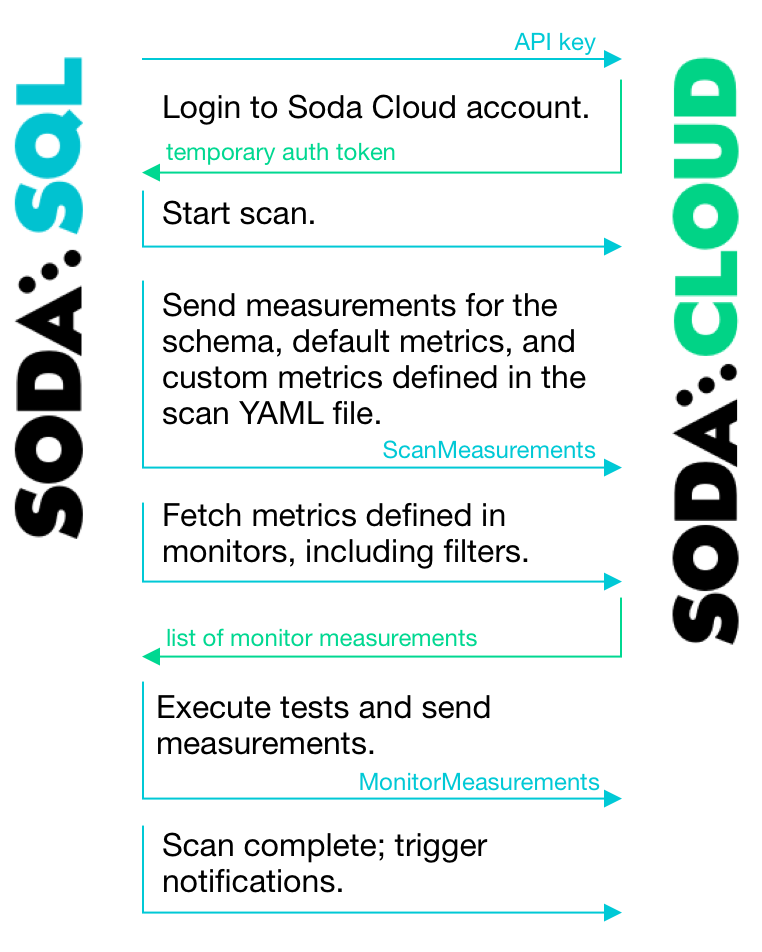 SODA SQL
SODA CLOUD
API key
Login to Soda Cloud account.
temporary auth token
Start scan.
Send measurements for the
schema, default metrics, and
custom metrics defined in the
scan YAML file.
ScanMeasurements
Fetch metrics defined in
monitors, including filters.
list of monitor measurements
Execute tests and send
measurements.
MonitorMeasurements
Scan complete; trigger
notifications.